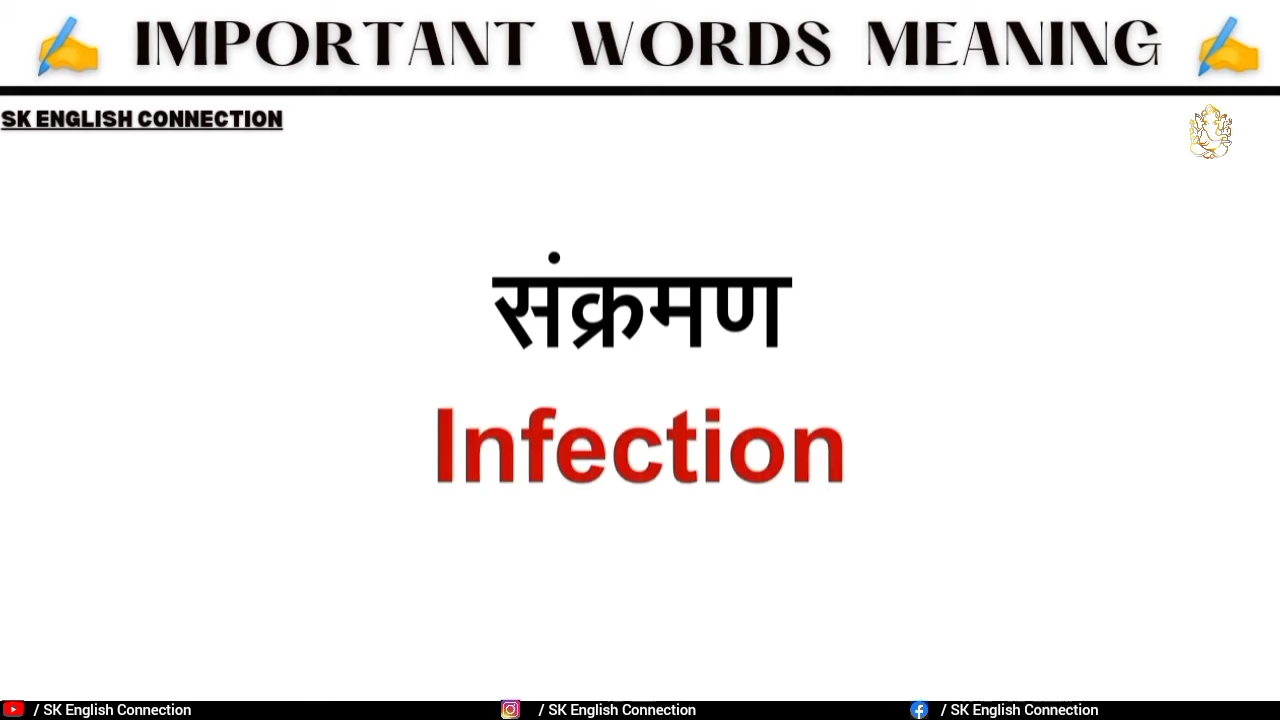 ✍️ IMPORTANT WORDS MEANING ✍️
SK ENGLISH CONNECTION
संक्रमण
Infection
/ SK English Connection / SK English Connection / SK English Connection